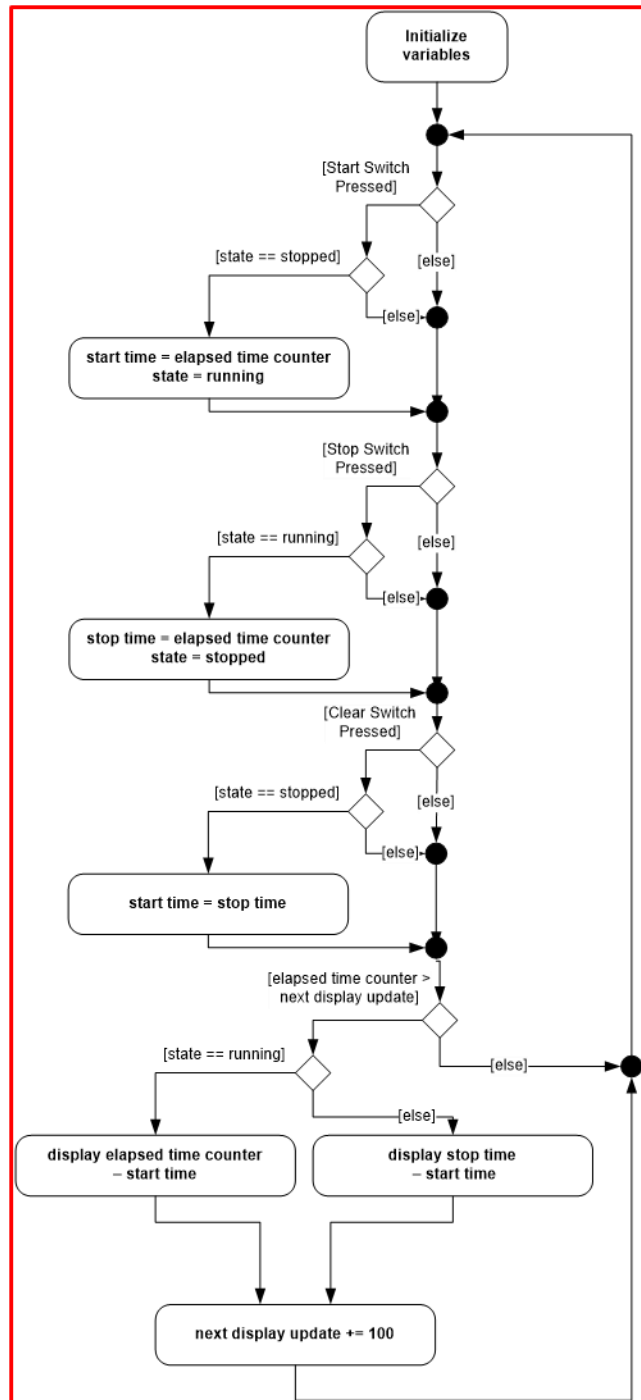 Initialize
variables
[Start Switch
Pressed]
[state == stopped]
[else]
[else]
start time = elapsed time counter
state = running
[Stop Switch
Pressed]
[state == running]
[else]
[else]
stop time = elapsed time counter
state = stopped
[Clear Switch
Pressed]
[state == stopped]
[else]
[else]
start time = stop time
[elapsed time counter >
next display update]
[state == running]
[else]
[else]
display elapsed time counter
– start time
display stop time
– start time
next display update += 100